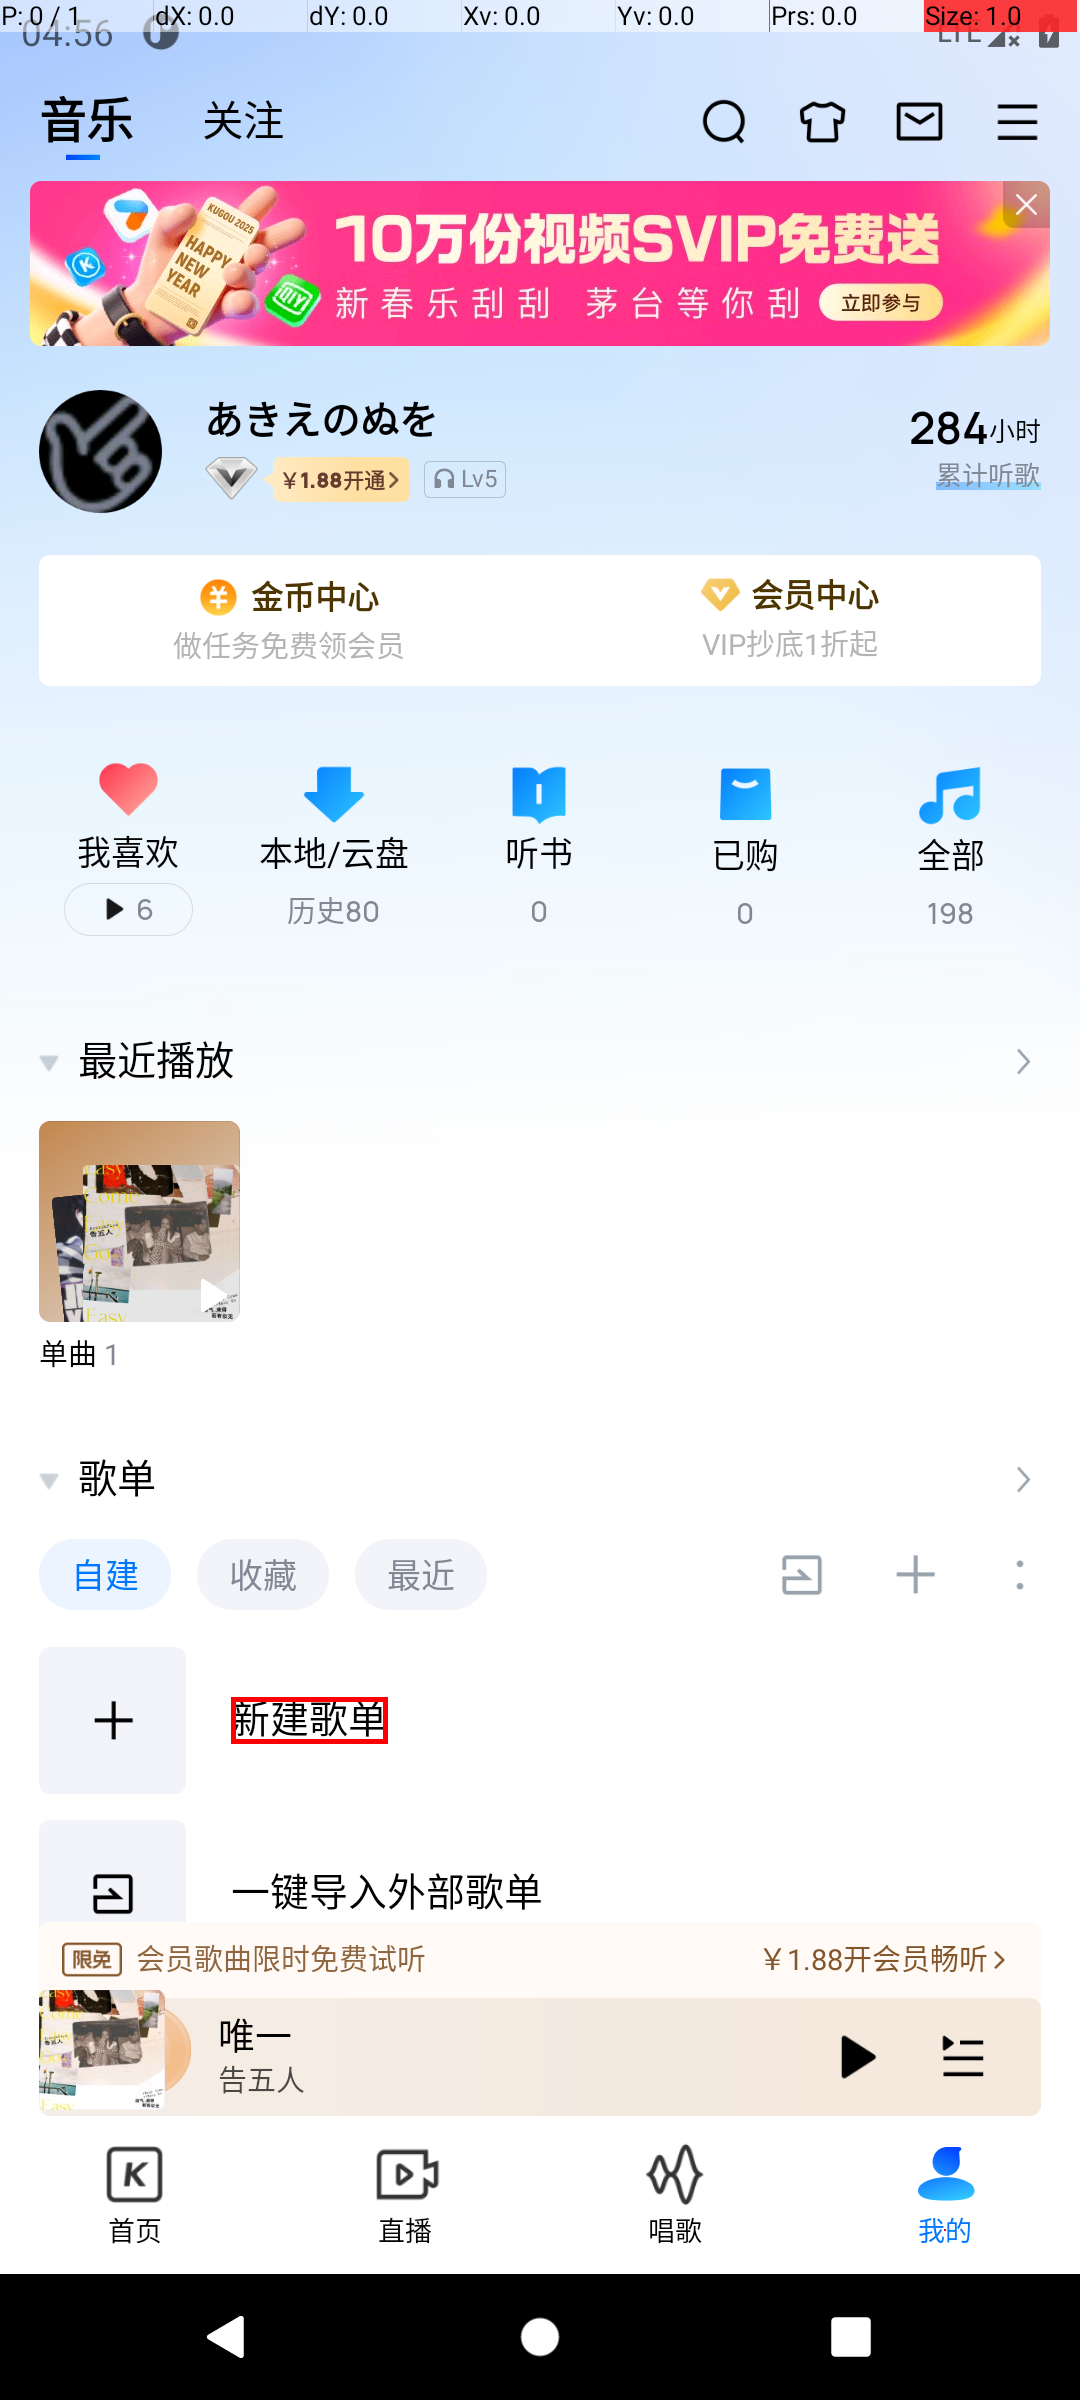 P: 0 / 1
dX: 0.0
dY: 0.0
Xv: 0.0
Yv: 0.0
Prs: 0.0
Size: 1.0
04:56
LTE
音乐
关注
KUGOU 2025
HAPPY
NEW
YEAR
10万份视频SVIP免费送
新春乐刮刮 茅台等你刮
立即参与
あきえのぬを
¥1.88开通
Lv5
284小时
累计听歌
金币中心
做任务免费领会员
会员中心
VIP抄底1折起
我喜欢
6
本地/云盘
历史80
听书
0
已购
0
全部
198
最近播放
Easy
Come
Easy
Go
告五人
Easy
单曲 1
歌单
自建
收藏
最近
新建歌单
一键导入外部歌单
限免
会员歌曲限时免费试听
¥1.88开会员畅听
唯一
告五人
首页
直播
唱歌
我的